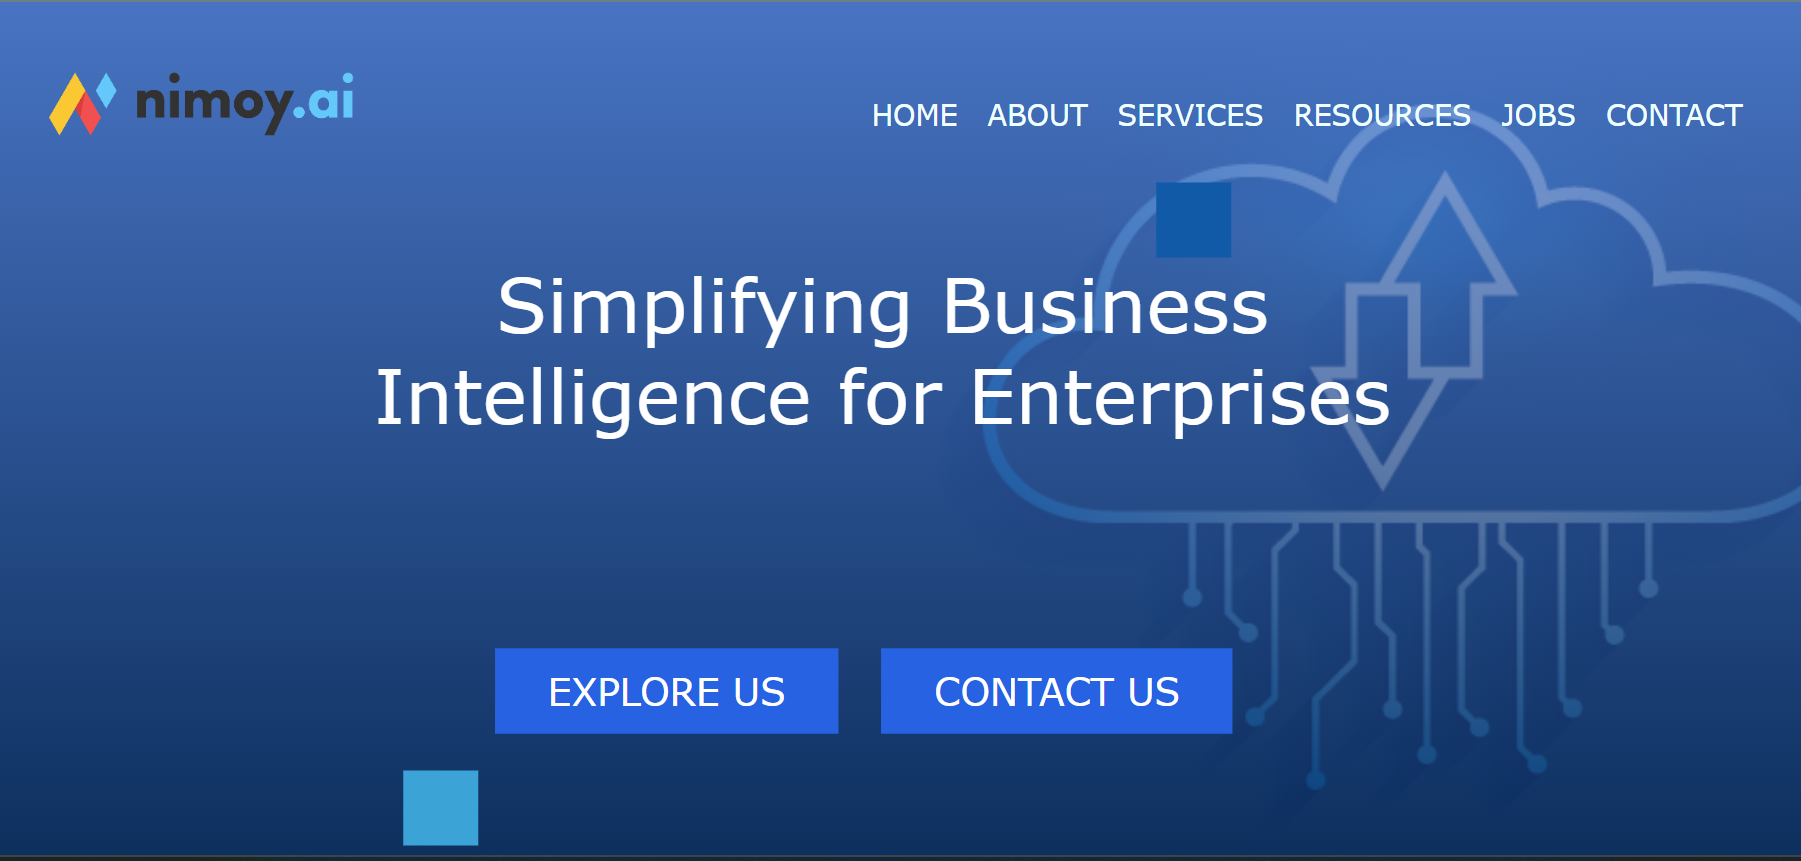 nimoy.ai
HOME ABOUT SERVICES RESOURCES JOBS CONTACT
Simplifying Business
Intelligence for Enterprises
EXPLORE US CONTACT US